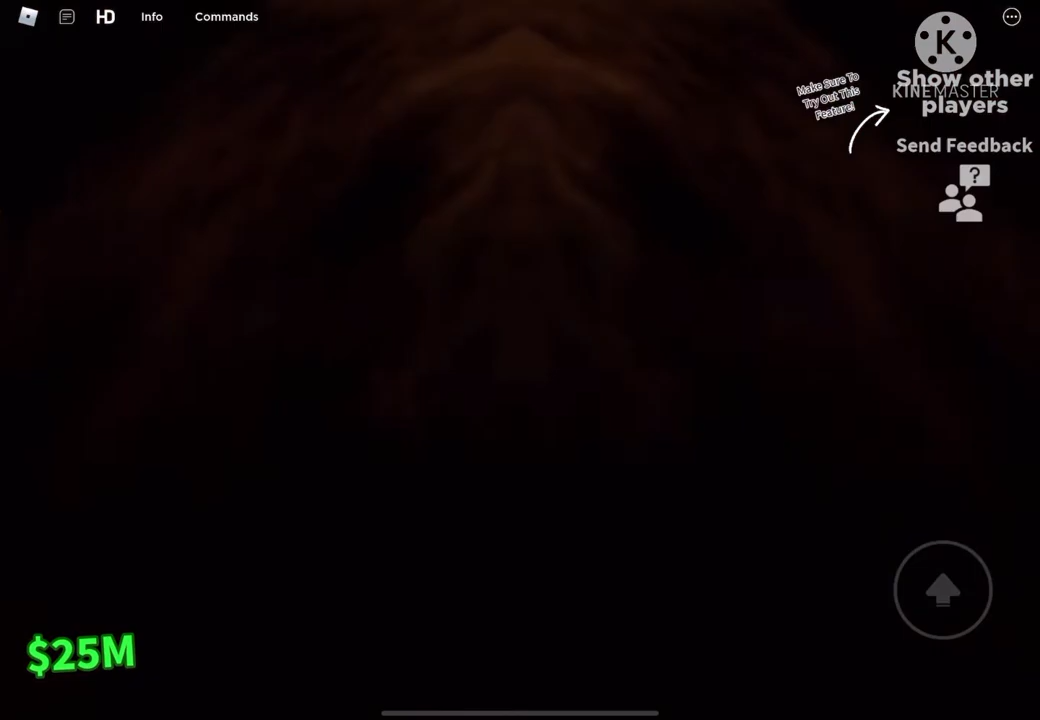 HD Info Commands
K
KINEMASTER
Make Sure To
Try Out This
Feature!
Show other
players
Send Feedback
?
$25M